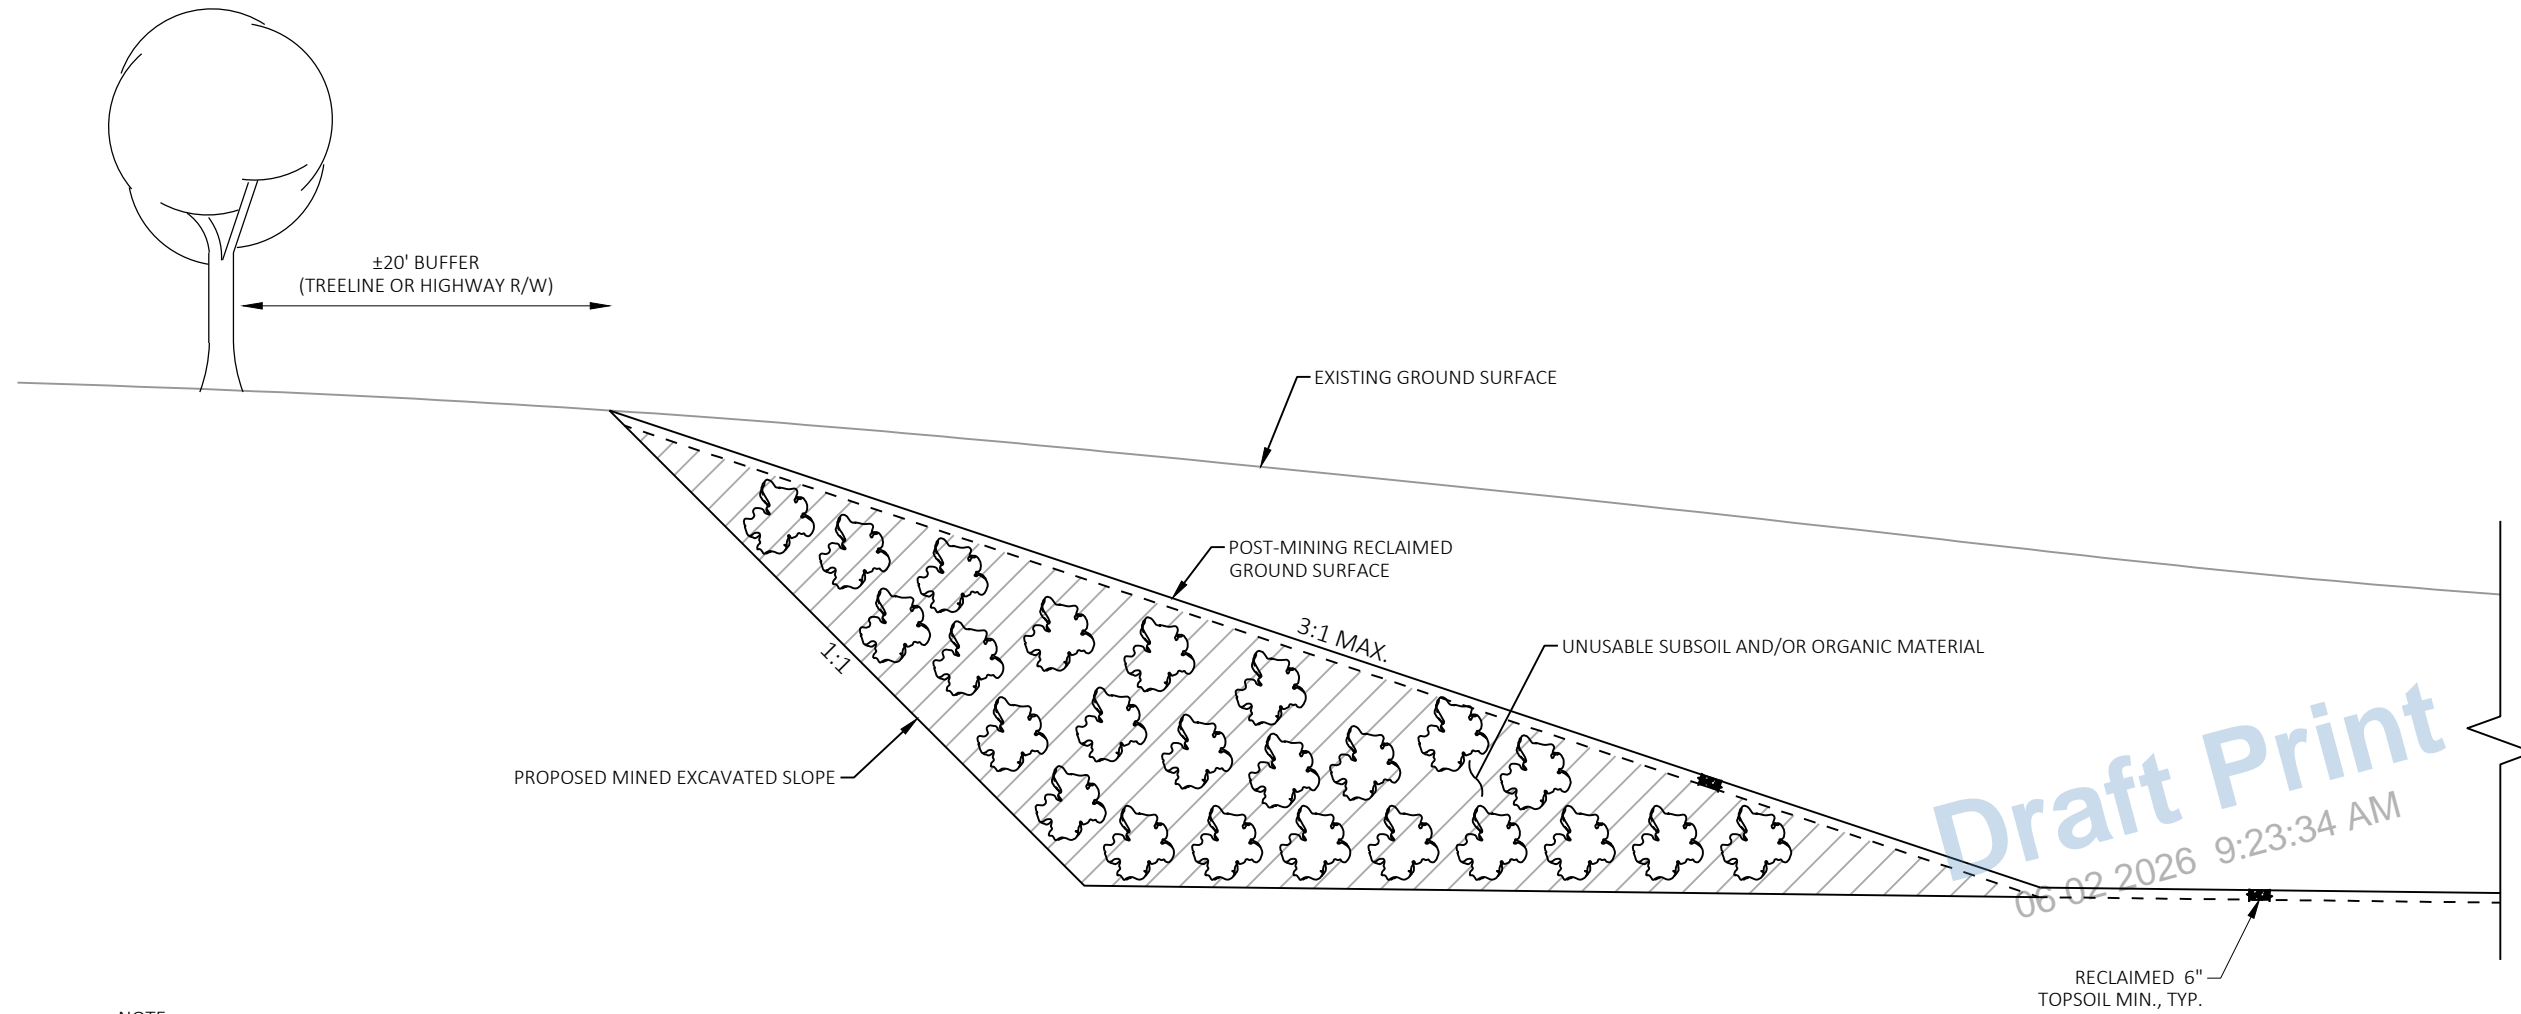 ±20' BUFFER
(TREELINE OR HIGHWAY R/W)
EXISTING GROUND SURFACE
POST-MINING RECLAIMED
GROUND SURFACE
3:1 MAX.
UNUSABLE SUBSOIL AND/OR ORGANIC MATERIAL
1:1
PROPOSED MINED EXCAVATED SLOPE
Draft Print
06 02 2026 9:23:34 AM
RECLAIMED 6"
TOPSOIL MIN., TYP.
NOTE